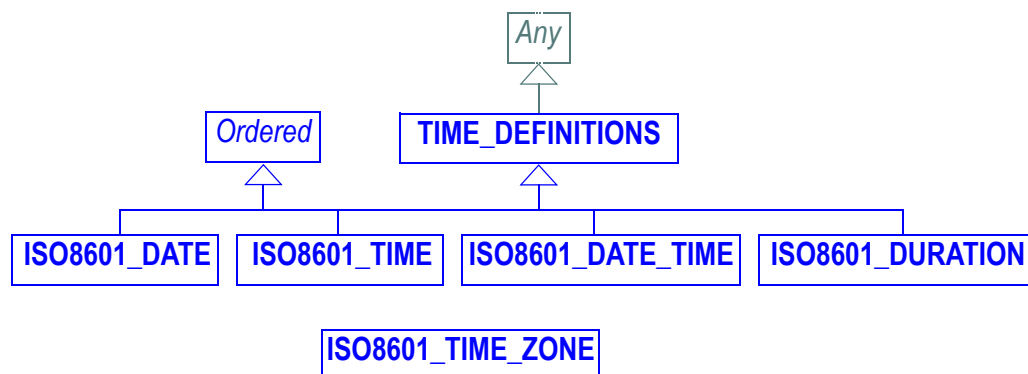 Any
Ordered
TIME_DEFINITIONS
ISO8601_DATE
ISO8601_TIME
ISO8601_DATE_TIME
ISO8601_DURATION
ISO8601_TIME_ZONE